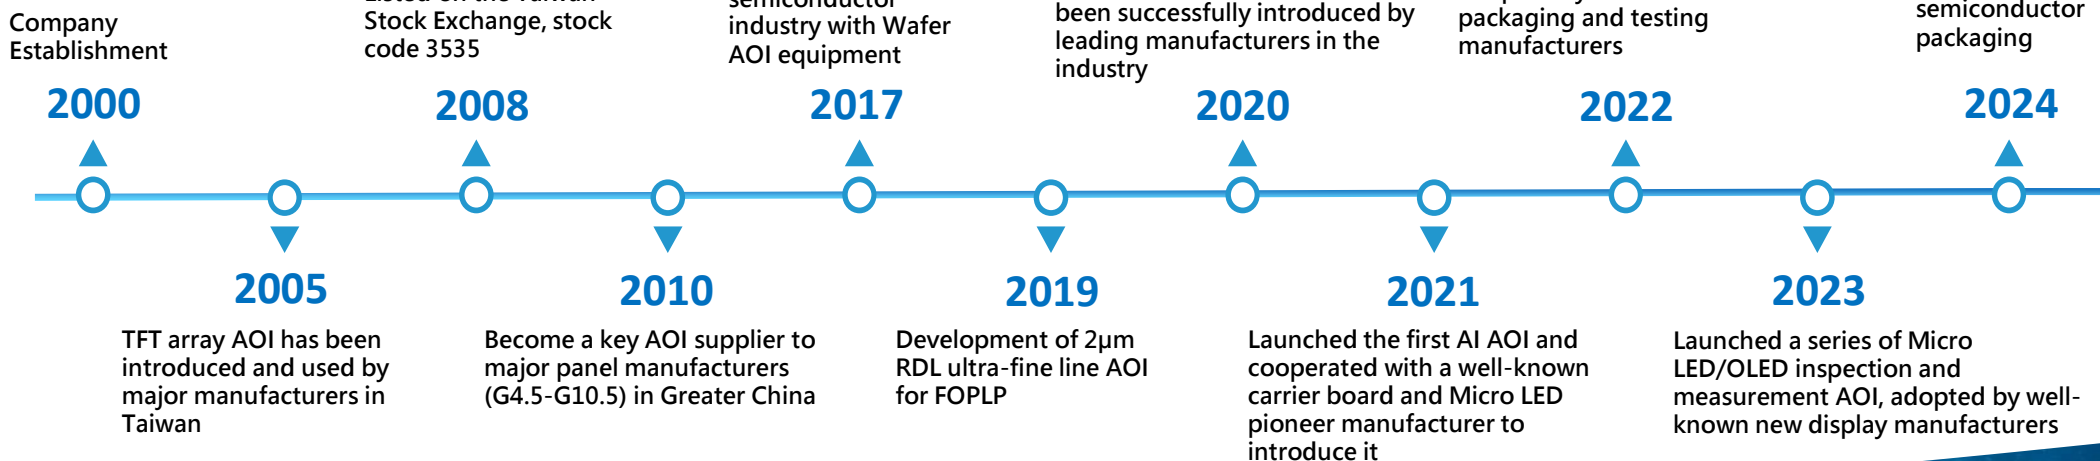 Company
Establishment
2000
Stock Exchange, stock
code 3535
2008
semiconductor
industry with Wafer
AOI equipment
2017
been successfully introduced by
leading manufacturers in the
industry
2020
packaging and testing
manufacturers
2022
semiconductor
packaging
2024
2005
TFT array AOI has been
introduced and used by
major manufacturers in
Taiwan
2010
Become a key AOI supplier to
major panel manufacturers
(G4.5-G10.5) in Greater China
2019
Development of 2μm
RDL ultra-fine line AOI
for FOPLP
2021
Launched the first AI AOI and
cooperated with a well-known
carrier board and Micro LED
pioneer manufacturer to
introduce it
2023
Launched a series of Micro
LED/OLED inspection and
measurement AOI, adopted by well-
known new display manufacturers